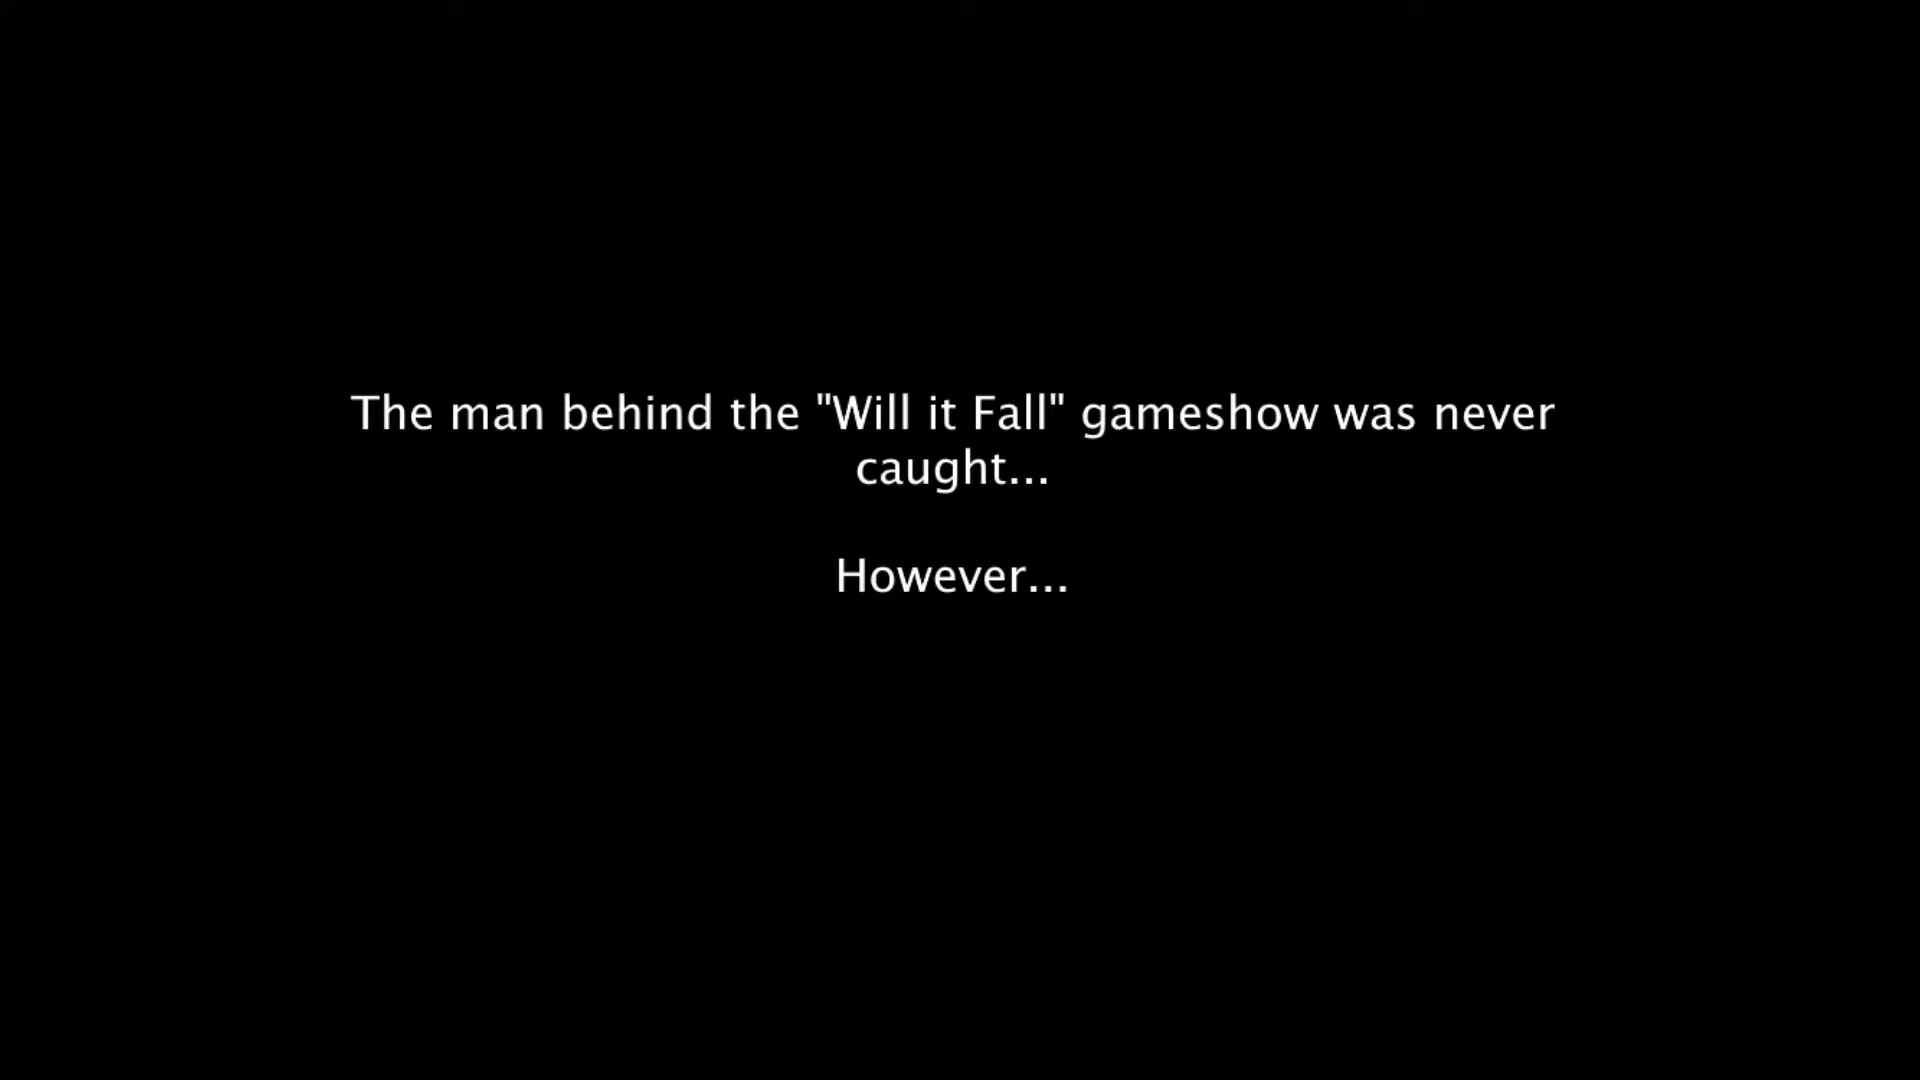 The man behind the "Will it Fall" gameshow was never
caught...
However...